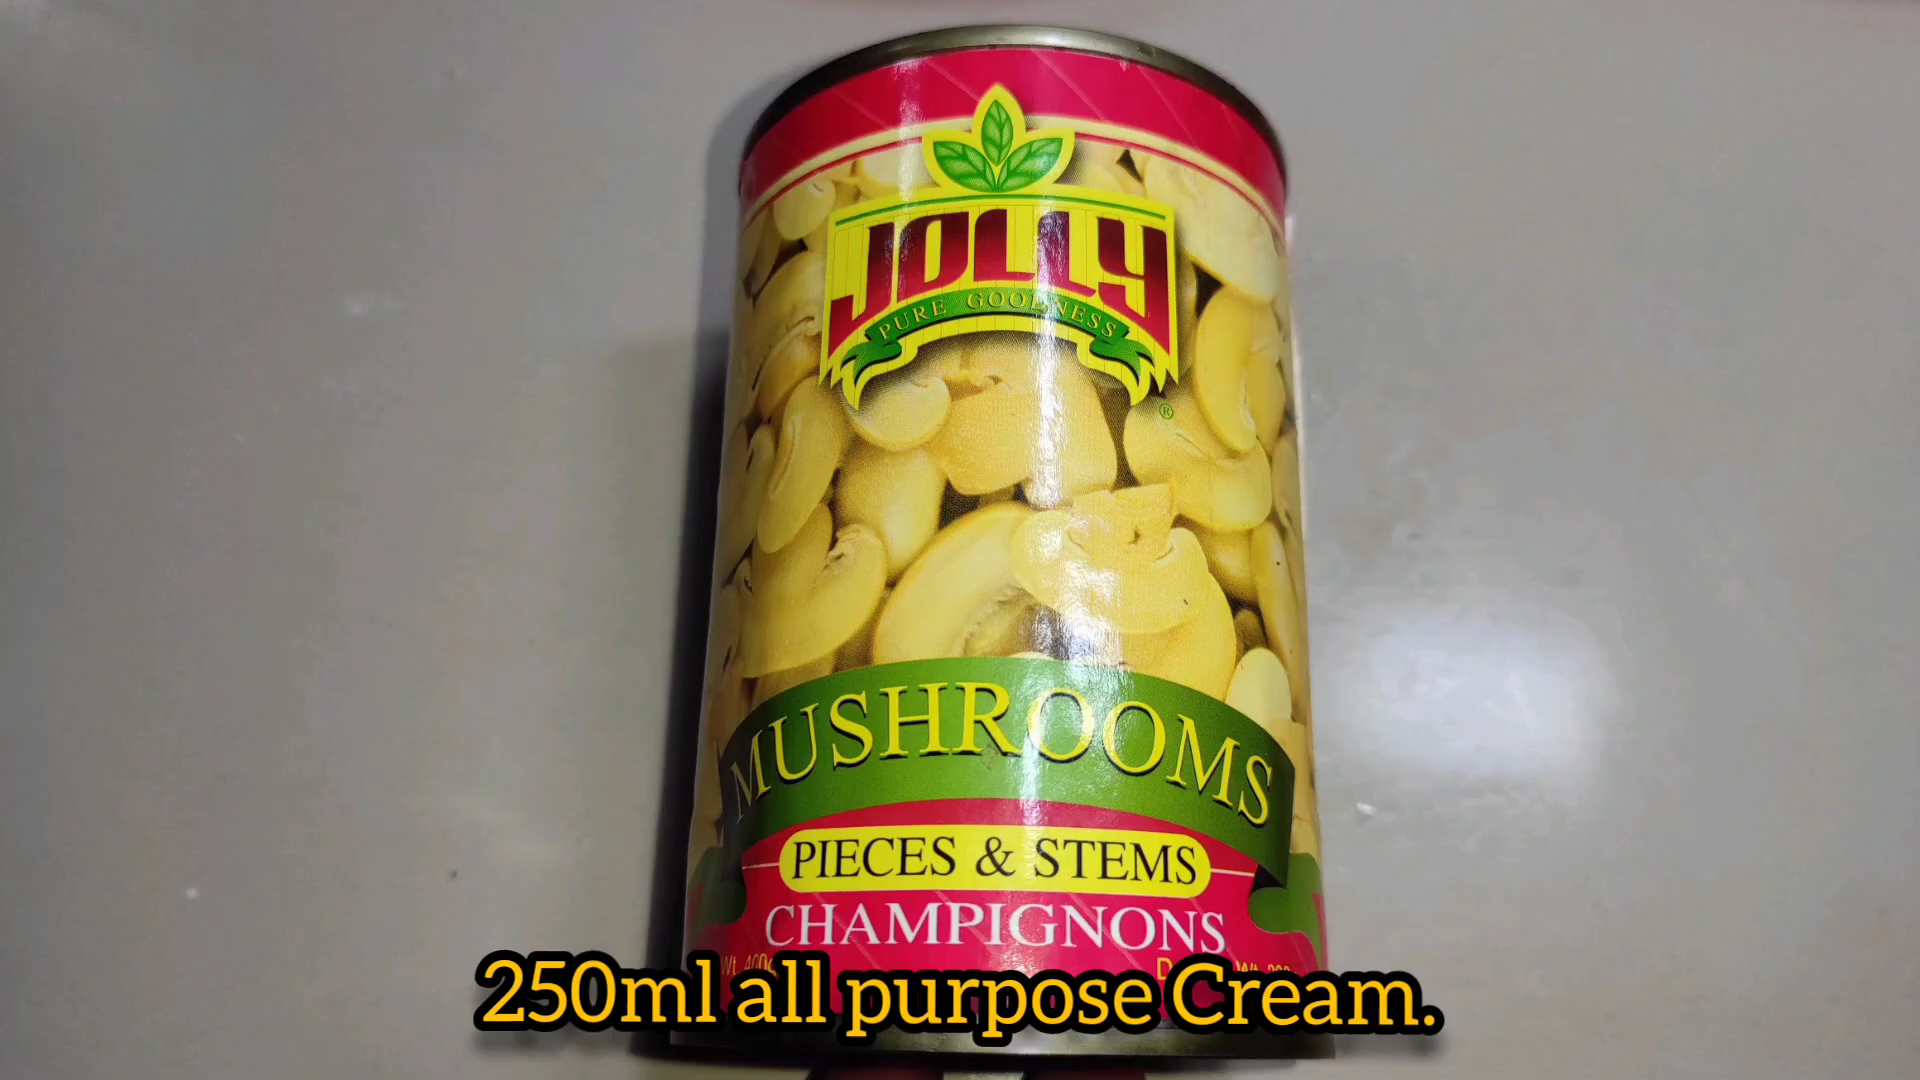 JOLLY
PURE GOODNESS
®
MUSHROOMS
PIECES & STEMS
CHAMPIGNONS
250ml all purpose Cream.